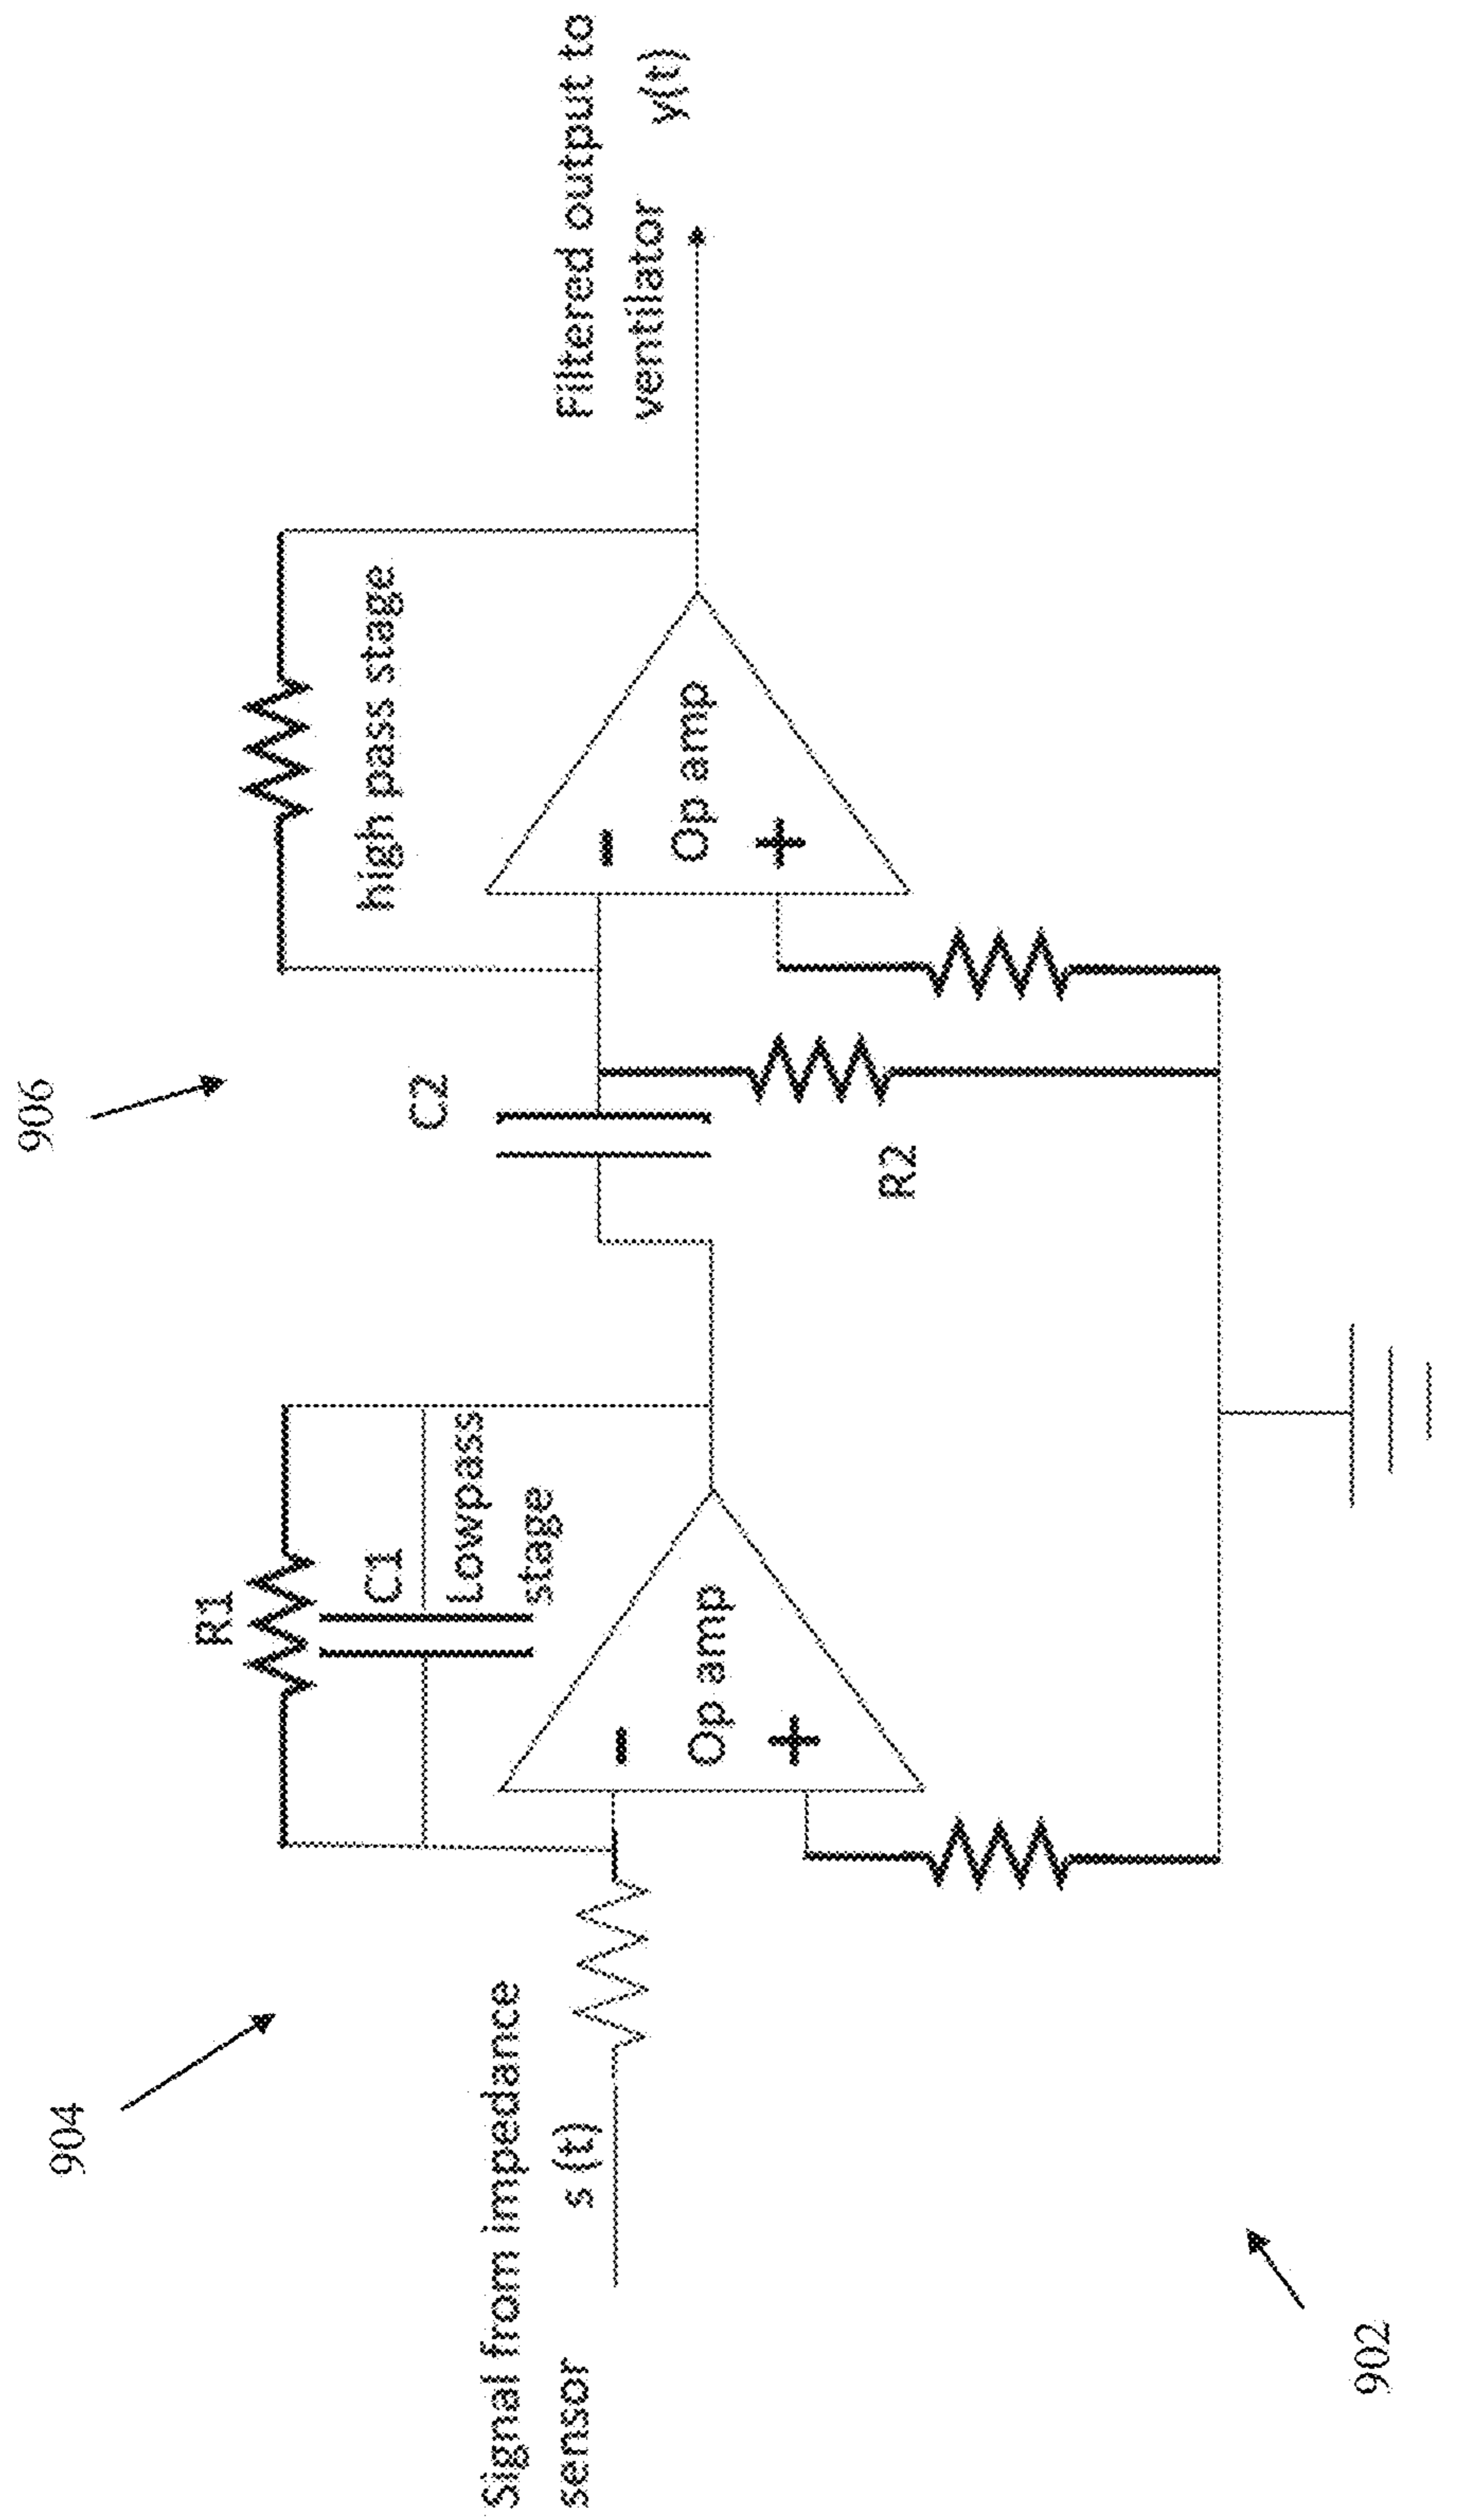 906
904
R1
C1
Lowpass
stage
high pass stage
C2
Filtered output to
ventilator y(t)
Signal from impedance
sensor s (t)
-
Op amp
+
-
Op amp
+
R2
902